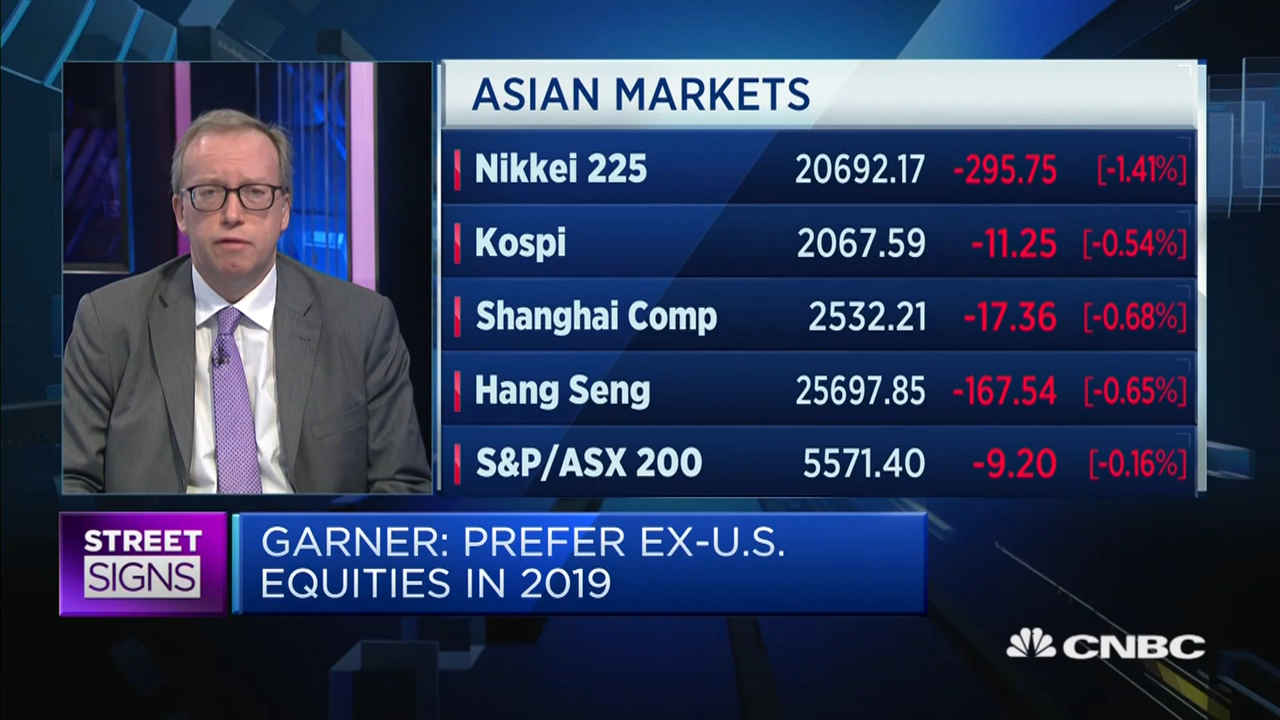 ASIAN MARKETS
Nikkei 225 20692.17 -295.75 [-1.41%]
Kospi 2067.59 -11.25 [-0.54%]
Shanghai Comp 2532.21 -17.36 [-0.68%]
Hang Seng 25697.85 -167.54 [-0.65%]
S&P/ASX 200 5571.40 -9.20 [-0.16%]
STREET
SIGNS
GARNER: PREFER EX-U.S.
EQUITIES IN 2019
CNBC